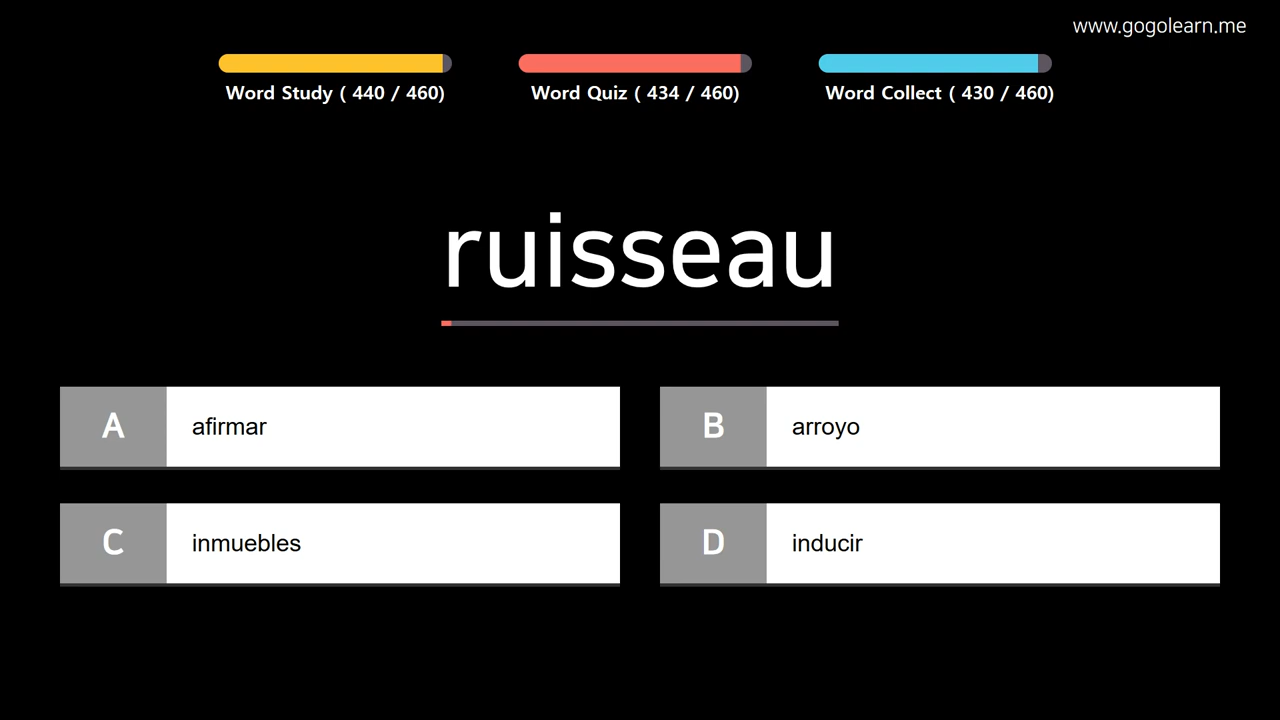 www.gogolearn.me
Word Study ( 440 / 460)
Word Quiz ( 434 / 460)
Word Collect ( 430 / 460)
ruisseau
A afirmar
B arroyo
C inmuebles
D inducir